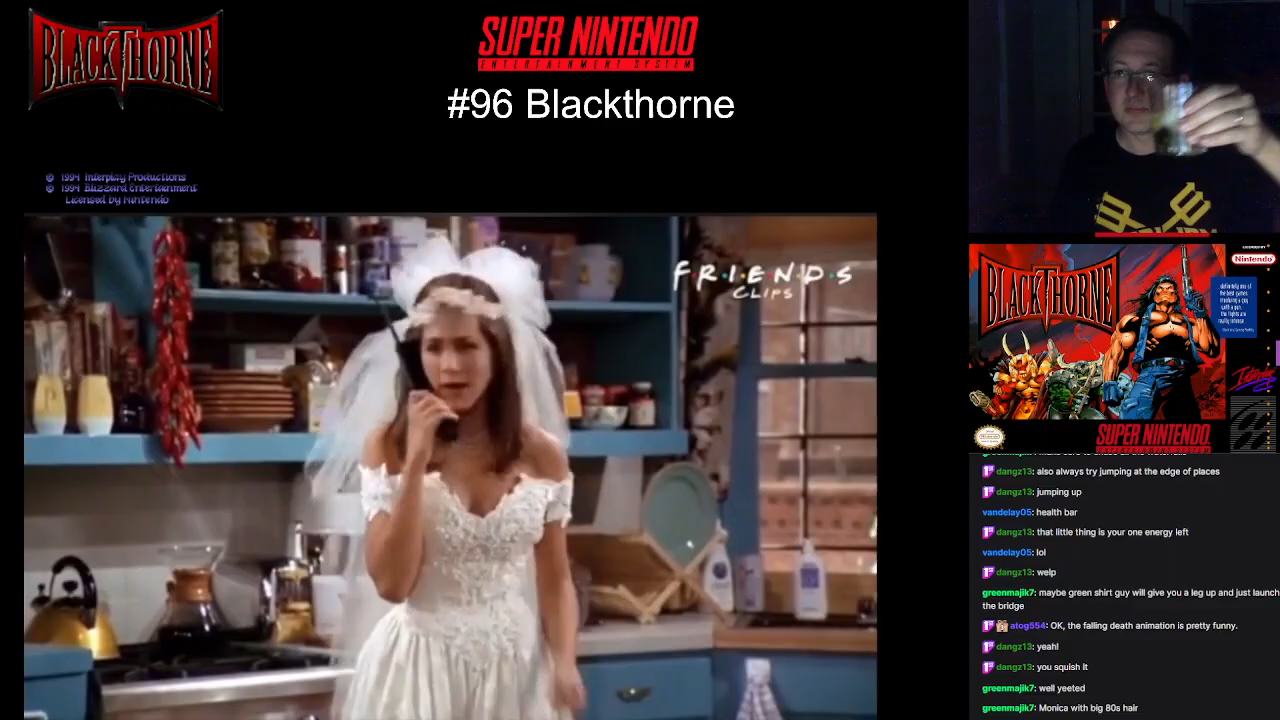 BLACKTHORNE
SUPER NINTENDO
ENTERTAINMENT SYSTEM
#96 Blackthorne
© 1994 Interplay Productions
© 1994 Blizzard Entertainment
Licensed by Nintendo
F·R·I·E·N·D·S
CLIPS
BLACKTHORNE
Nintendo
Interplay
SUPER NINTENDO
dangz13: also always try jumping at the edge of places
dangz13: jumping up
vandelay05: health bar
dangz13: that little thing is your one energy left
vandelay05: lol
dangz13: welp
greenmajik7: maybe green shirt guy will give you a leg up and just launch
the bridge
atog554: OK, the falling death animation is pretty funny.
dangz13: yeah!
dangz13: you squish it
greenmajik7: well yeeted
greenmajik7: Monica with big 80s hair